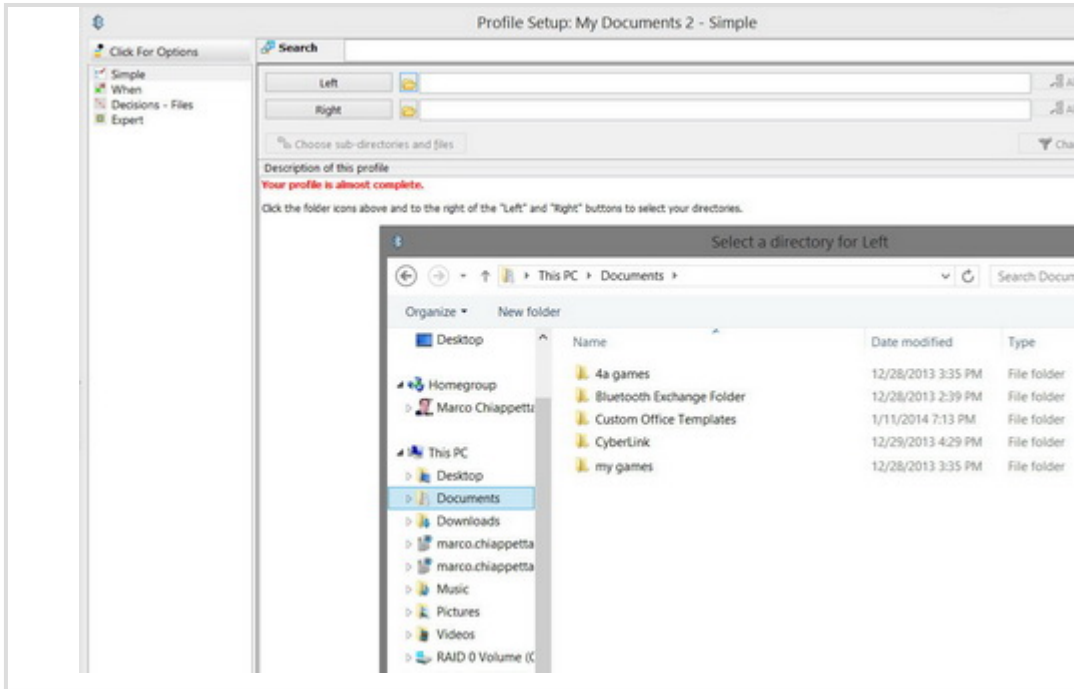 Profile Setup: My Documents 2 - Simple
Click For Options
Search
Simple
When
Decisions - Files
Expert
Left
Right
Choose sub-directories and files
Cha
Description of this profile
Your profile is almost complete.
Click the folder icons above and to the right of the "Left" and "Right" buttons to select your directories.
Select a directory for Left
This PC Documents
Search Docum
Organize New folder
Desktop
Homegroup
Marco Chiappetta
This PC
Desktop
Documents
Downloads
marco.chiappetta
marco.chiappetta
Music
Pictures
Videos
RAID 0 Volume (C
Name Date modified Type
4a games 12/28/2013 3:35 PM File folder
Bluetooth Exchange Folder 12/28/2013 2:39 PM File folder
Custom Office Templates 1/11/2014 7:13 PM File folder
CyberLink 12/29/2013 4:29 PM File folder
my games 12/28/2013 3:35 PM File folder